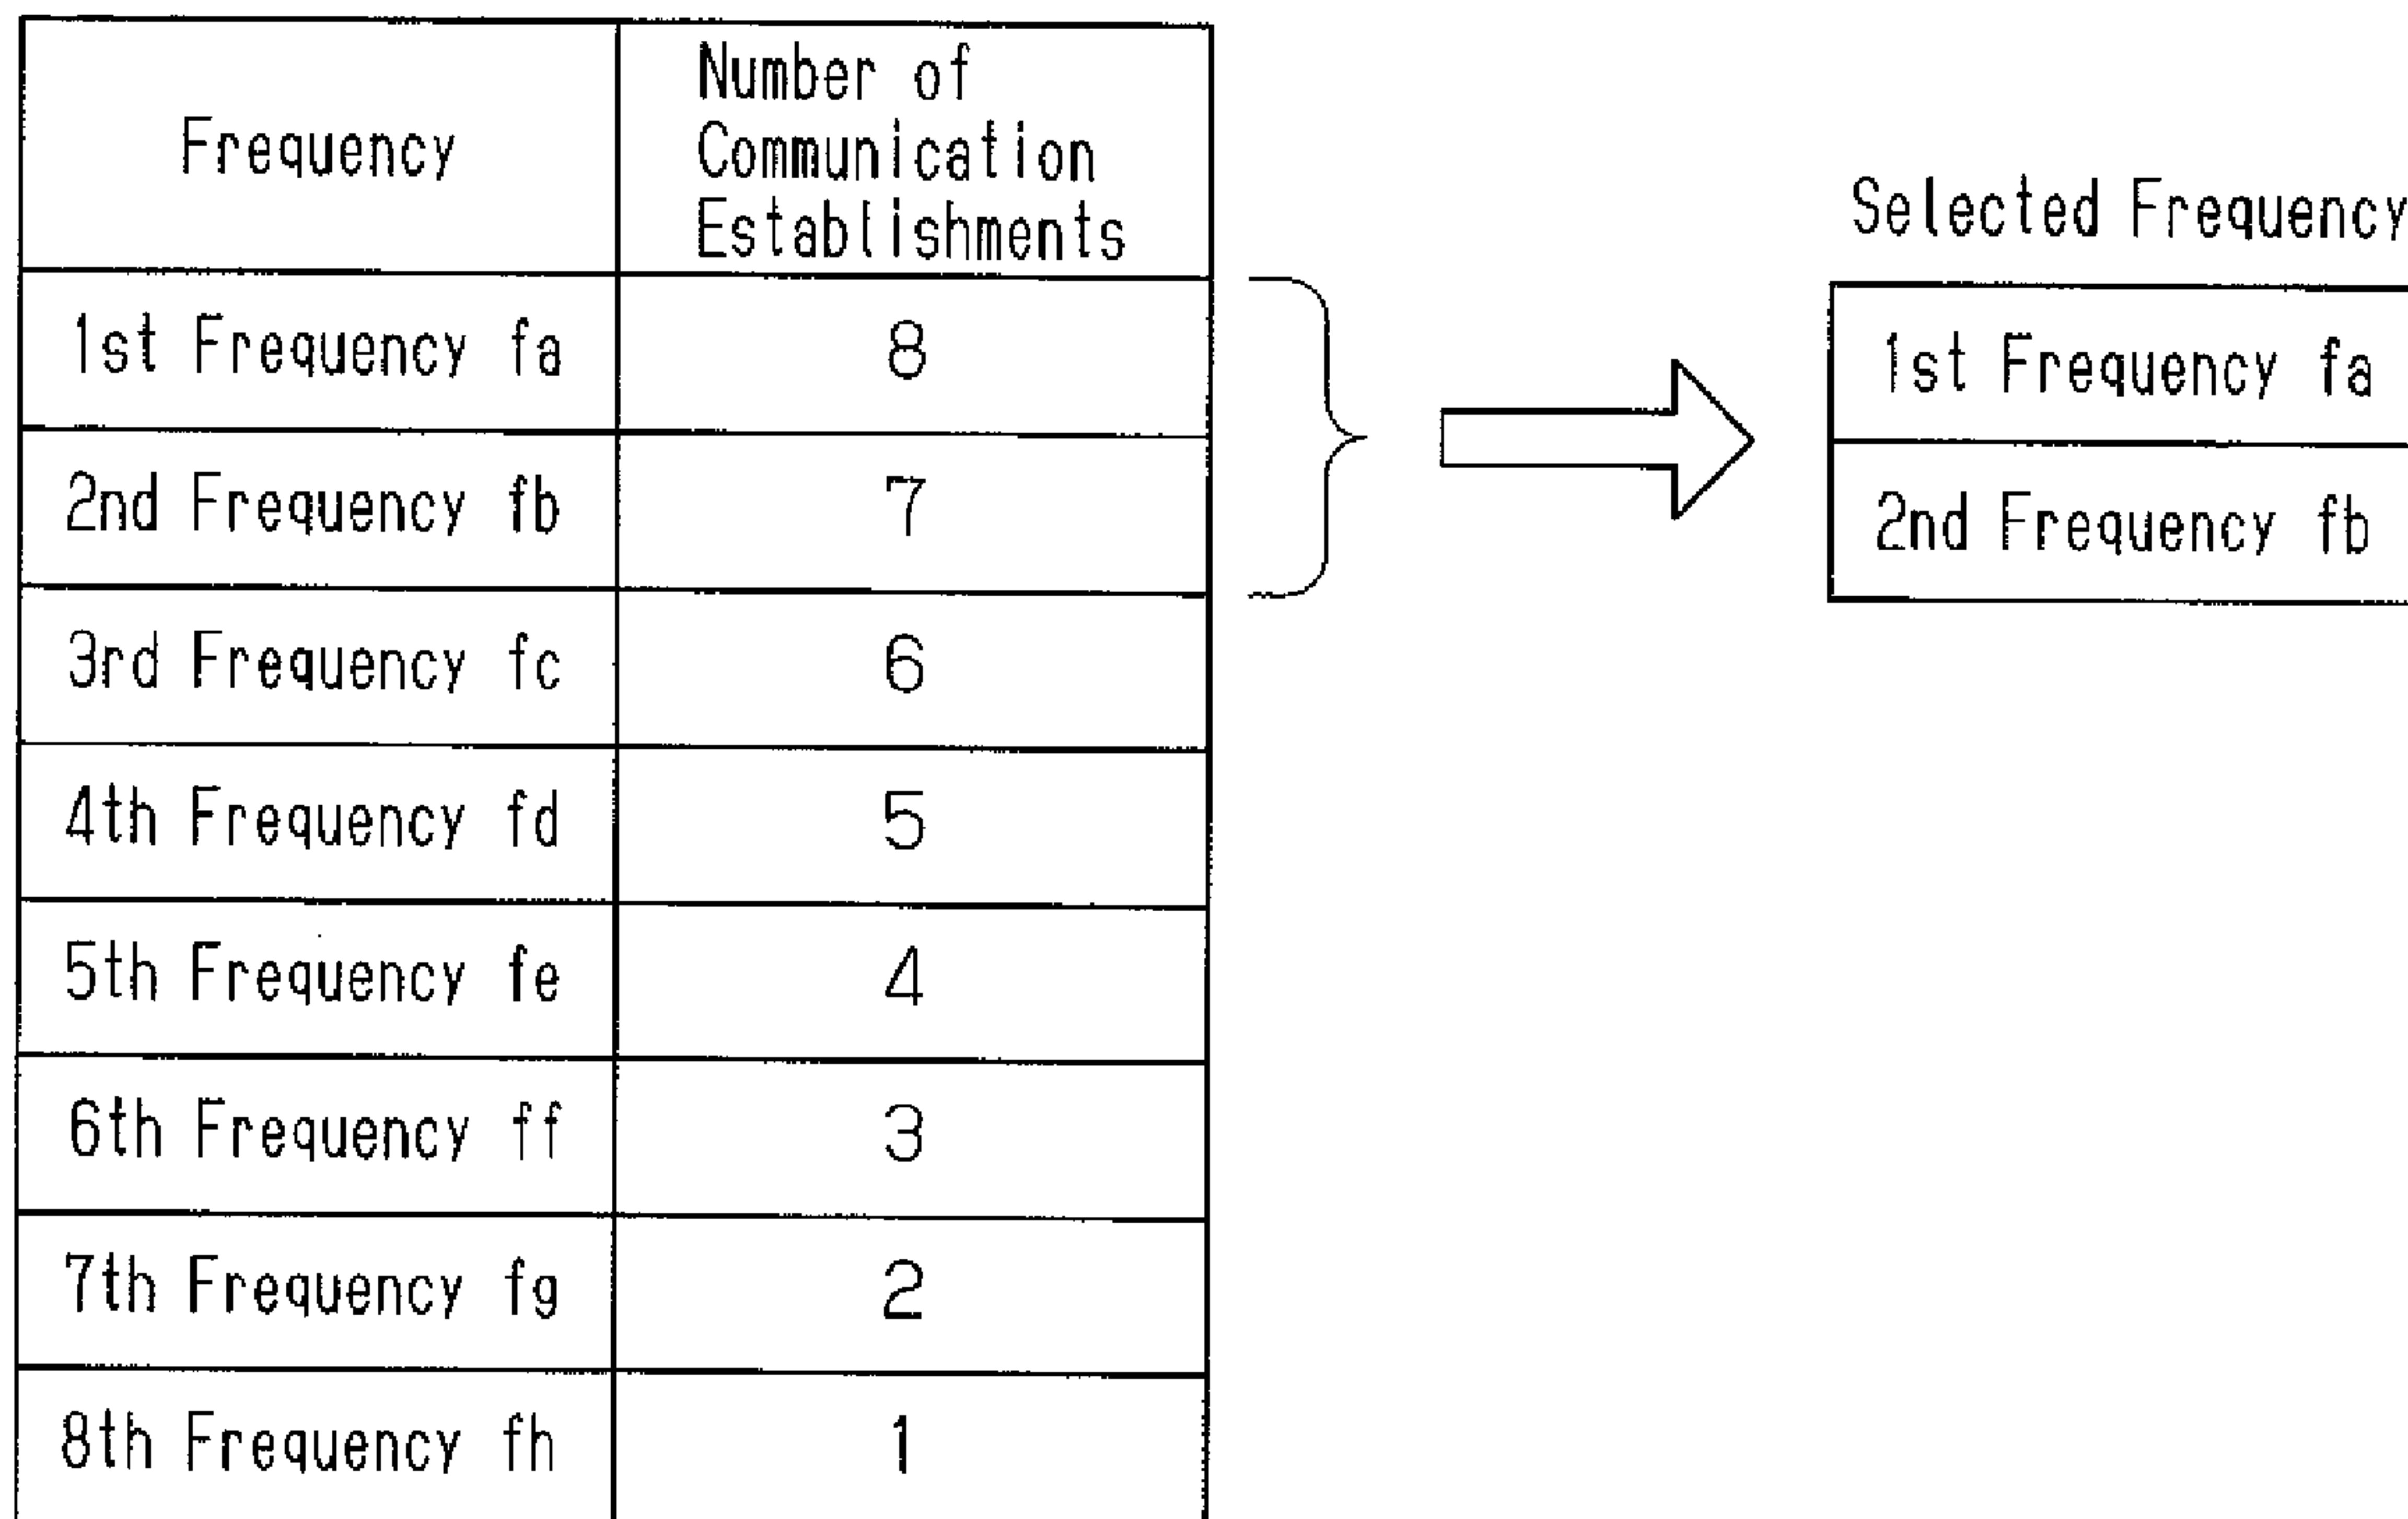 Frequency
Number of
Communication
Establishments
1st Frequency fa
8
2nd Frequency fb
7
3rd Frequency fc
6
4th Frequency fd
5
5th Frequency fe
4
6th Frequency ff
3
7th Frequency fg
2
8th Frequency fh
1
Selected Frequency
1st Frequency fa
2nd Frequency fb